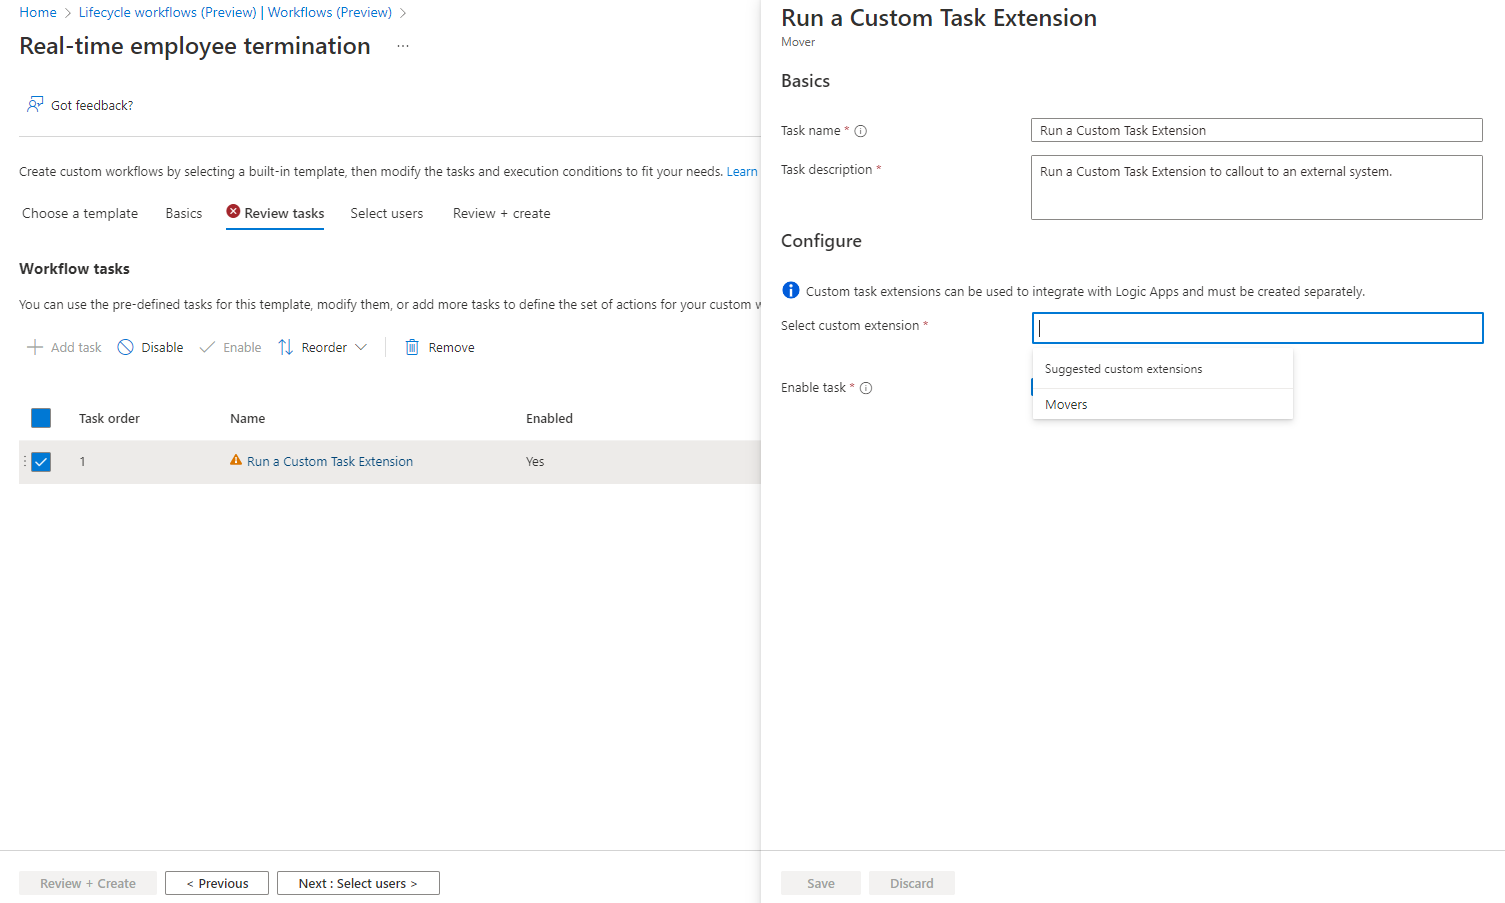 Home > Lifecycle workflows (Preview) | Workflows (Preview) >
Real-time employee termination ...
Got feedback?
Create custom workflows by selecting a built-in template, then modify the tasks and execution conditions to fit your needs. Learn
Choose a template Basics Review tasks Select users Review + create
Workflow tasks
You can use the pre-defined tasks for this template, modify them, or add more tasks to define the set of actions for your custom w
Add task Disable Enable Reorder Remove
Task order Name Enabled
1 Run a Custom Task Extension Yes
Review + Create < Previous Next : Select users >
Run a Custom Task Extension
Mover
Basics
Task name * Run a Custom Task Extension
Task description * Run a Custom Task Extension to callout to an external system.
Configure
Custom task extensions can be used to integrate with Logic Apps and must be created separately.
Select custom extension *
Suggested custom extensions
Enable task *
Movers
Save Discard